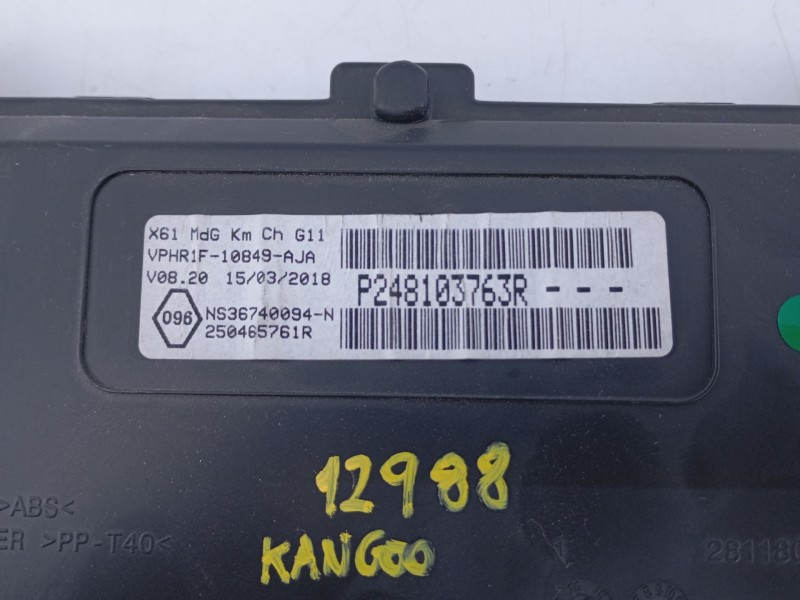 X61 MdG Km Ch G11
VPHR1F-10849-AJA
V08.20 15/03/2018
096
NS36740094-N
250465761R
P248103763R - - -
12988
KANGOO
>ABS<
ER >PP-T40<